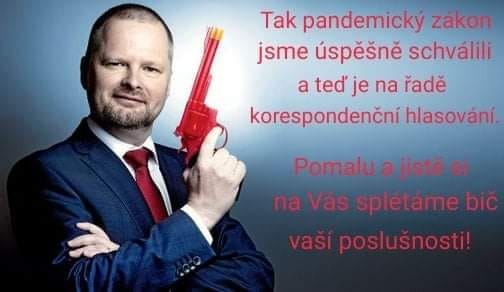 Tak pandemický zákon
jsme úspěšně schválili
a teď je na řadě
korespondenční hlasování.
Pomalu a jistě si
na Vás splétáme bič
vaší poslušnosti!